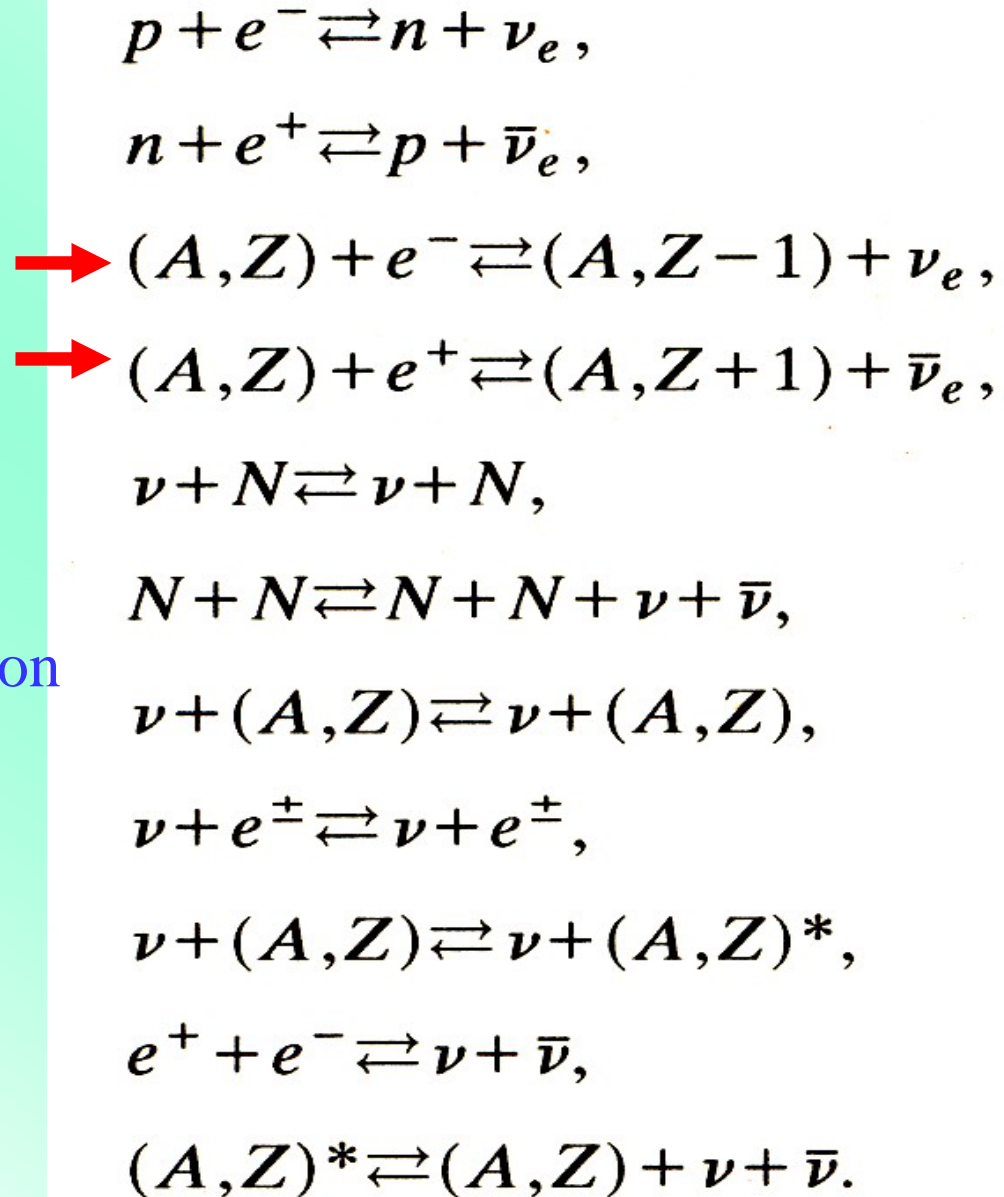 p + e⁻ ⇄ n + νₑ ,
n + e⁺ ⇄ p + ν̅ₑ ,
(A,Z) + e⁻ ⇄ (A,Z−1) + νₑ ,
(A,Z) + e⁺ ⇄ (A,Z+1) + ν̅ₑ ,
ν + N ⇄ ν + N,
N + N ⇄ N + N + ν + ν̅,
on
ν + (A,Z) ⇄ ν + (A,Z),
ν + e± ⇄ ν + e±,
ν + (A,Z) ⇄ ν + (A,Z)*,
e⁺ + e⁻ ⇄ ν + ν̅,
(A,Z)* ⇄ (A,Z) + ν + ν̅.